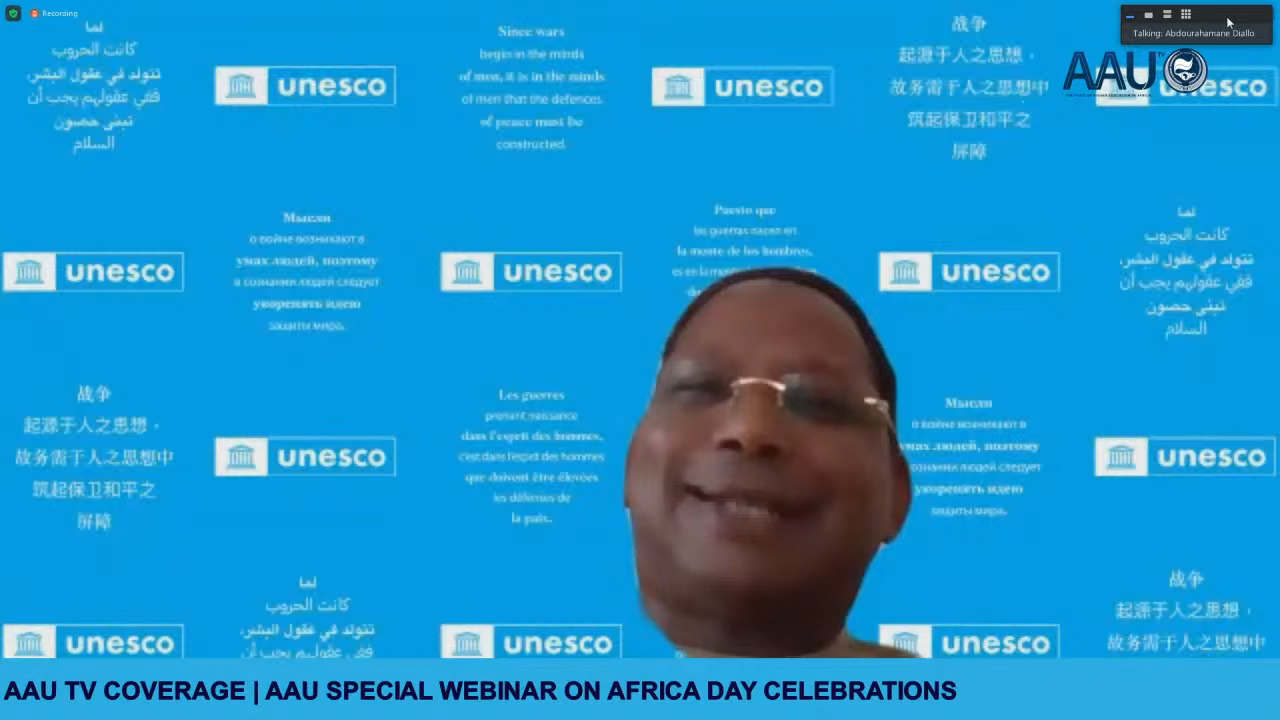 Recording
Talking: Abdourahamane Diallo
AAU TV
لما
كانت الحروب
تتولد في عقول البشر،
ففي عقولهم يجب أن
تبنى حصون
السلام
unesco
Since wars
begin in the minds
of men, it is in the minds
of men that the defences
of peace must be
constructed.
unesco
战争
起源于人之思想，
故务需于人之思想中
筑起保卫和平之
屏障
unesco
unesco
Мысли
о войне возникают в
умах людей, поэтому
в сознании людей следует
укоренять идею
защиты мира.
unesco
Puesto que
las guerras nacen en
la mente de los hombres,
es en la
unesco
لما
كانت الحروب
تتولد في عقول البشر،
ففي عقولهم يجب أن
تبنى حصون
السلام
战争
起源于人之思想，
故务需于人之思想中
筑起保卫和平之
屏障
unesco
Les guerres
prenant naissance
dans l'esprit des hommes,
c'est dans l'esprit des hommes
que doivent être élevées
les défenses de
la paix.
Мысли
о войне возникают в
умах людей, поэтому
сознании людей следует
укоренять идею
защиты мира.
unesco
unesco
لما
كانت الحروب
تتولد في عقول البشر،
ففي عقولهم يجب أن
unesco
unesco
战争
起源于人之思想，
故务需于人之思想中
AAU TV COVERAGE | AAU SPECIAL WEBINAR ON AFRICA DAY CELEBRATIONS